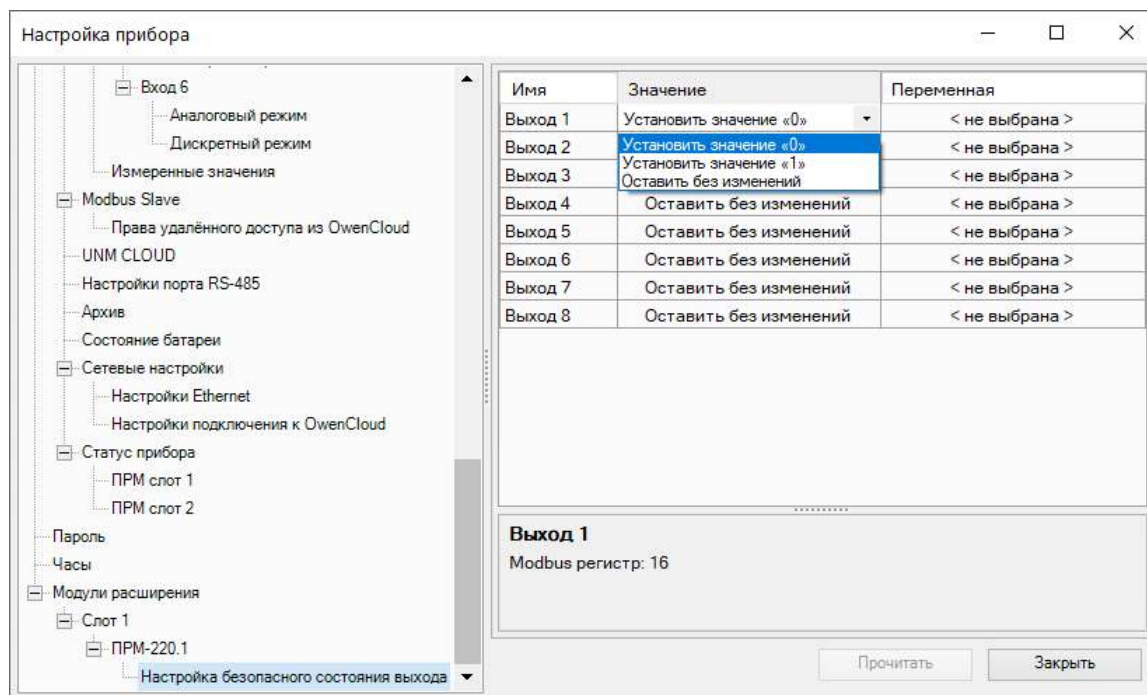 Настройка прибора
Вход 6
Аналоговый режим
Дискретный режим
Измеренные значения
Modbus Slave
Права удалённого доступа из OwenCloud
UNM CLOUD
Настройки порта RS-485
Архив
Состояние батареи
Сетевые настройки
Настройки Ethernet
Настройки подключения к OwenCloud
Статус прибора
ПРМ слот 1
ПРМ слот 2
Пароль
Часы
Модули расширения
Слот 1
ПРМ-220.1
Настройка безопасного состояния выхода
Имя Значение Переменная
Выход 1 Установить значение «0» < не выбрана >
Выход 2 Установить значение «0» < не выбрана >
Установить значение «1»
Выход 3 Оставить без изменений < не выбрана >
Выход 4 Оставить без изменений < не выбрана >
Выход 5 Оставить без изменений < не выбрана >
Выход 6 Оставить без изменений < не выбрана >
Выход 7 Оставить без изменений < не выбрана >
Выход 8 Оставить без изменений < не выбрана >
Выход 1
Modbus регистр: 16
Прочитать Закрыть